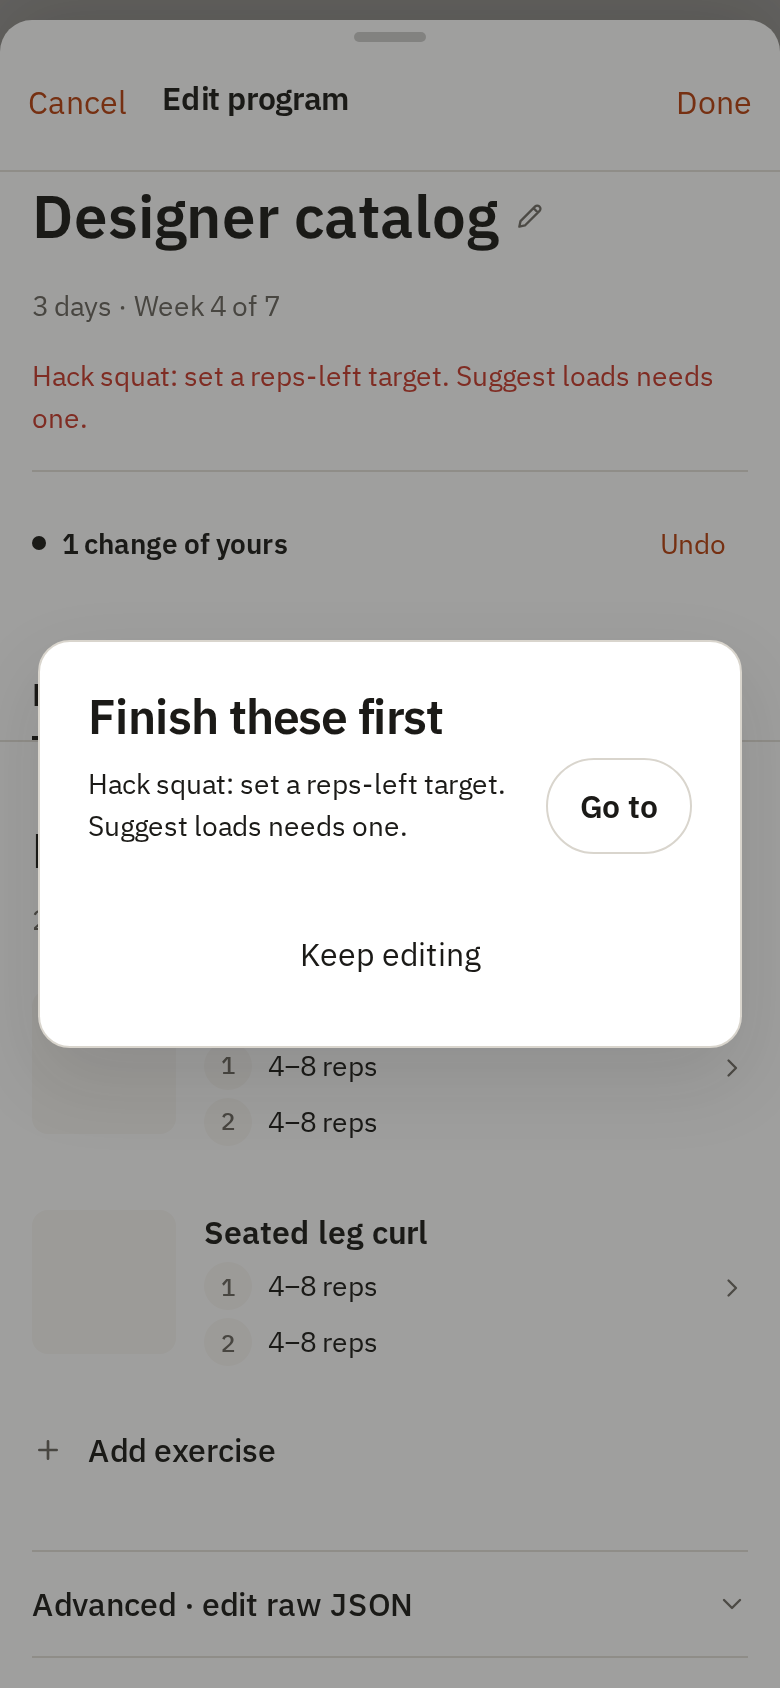 Cancel
Edit program
Done
Designer catalog
3 days · Week 4 of 7
Hack squat: set a reps-left target. Suggest loads needs
one.
1 change of yours
Undo
Finish these first
Hack squat: set a reps-left target.
Suggest loads needs one.
Go to
Keep editing
1 4–8 reps
2 4–8 reps
Seated leg curl
1 4–8 reps
2 4–8 reps
Add exercise
Advanced · edit raw JSON